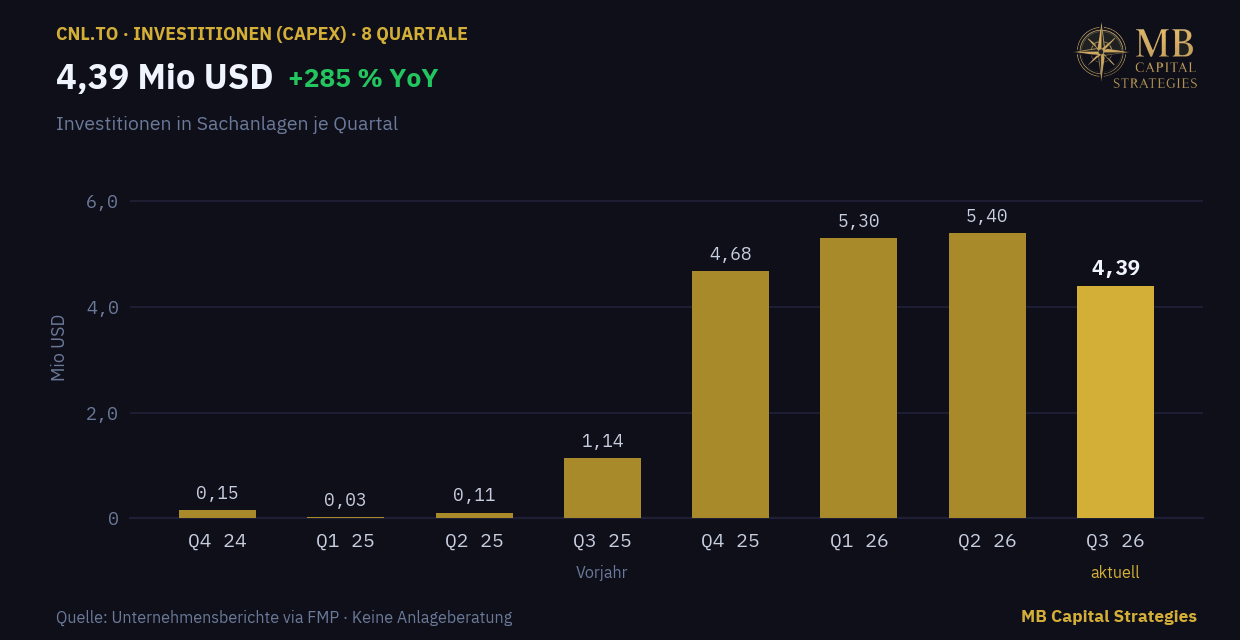 CNL.TO · INVESTITIONEN (CAPEX) · 8 QUARTALE
4,39 Mio USD +285 % YoY
Investitionen in Sachanlagen je Quartal
MB
CAPITAL
STRATEGIES
Mio USD
6,0
4,0
2,0
0
0,15
0,03
0,11
1,14
4,68
5,30
5,40
4,39
Q4 24
Q1 25
Q2 25
Q3 25
Q4 25
Q1 26
Q2 26
Q3 26
Vorjahr
aktuell
Quelle: Unternehmensberichte via FMP · Keine Anlageberatung
MB Capital Strategies